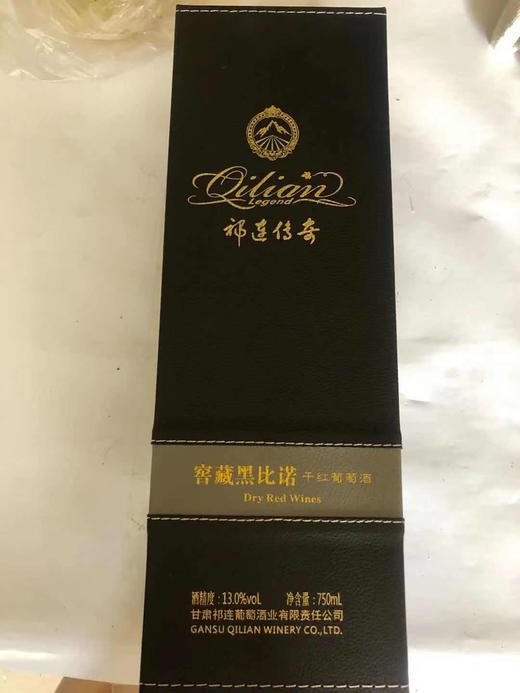 Qilian
Legend
祁连传奇
窖藏黑比诺 干红葡萄酒
Dry Red Wines
酒精度：13.0%voL 净含量：750mL
甘肃祁连葡萄酒业有限责任公司
GANSU QILIAN WINERY CO.,LTD.